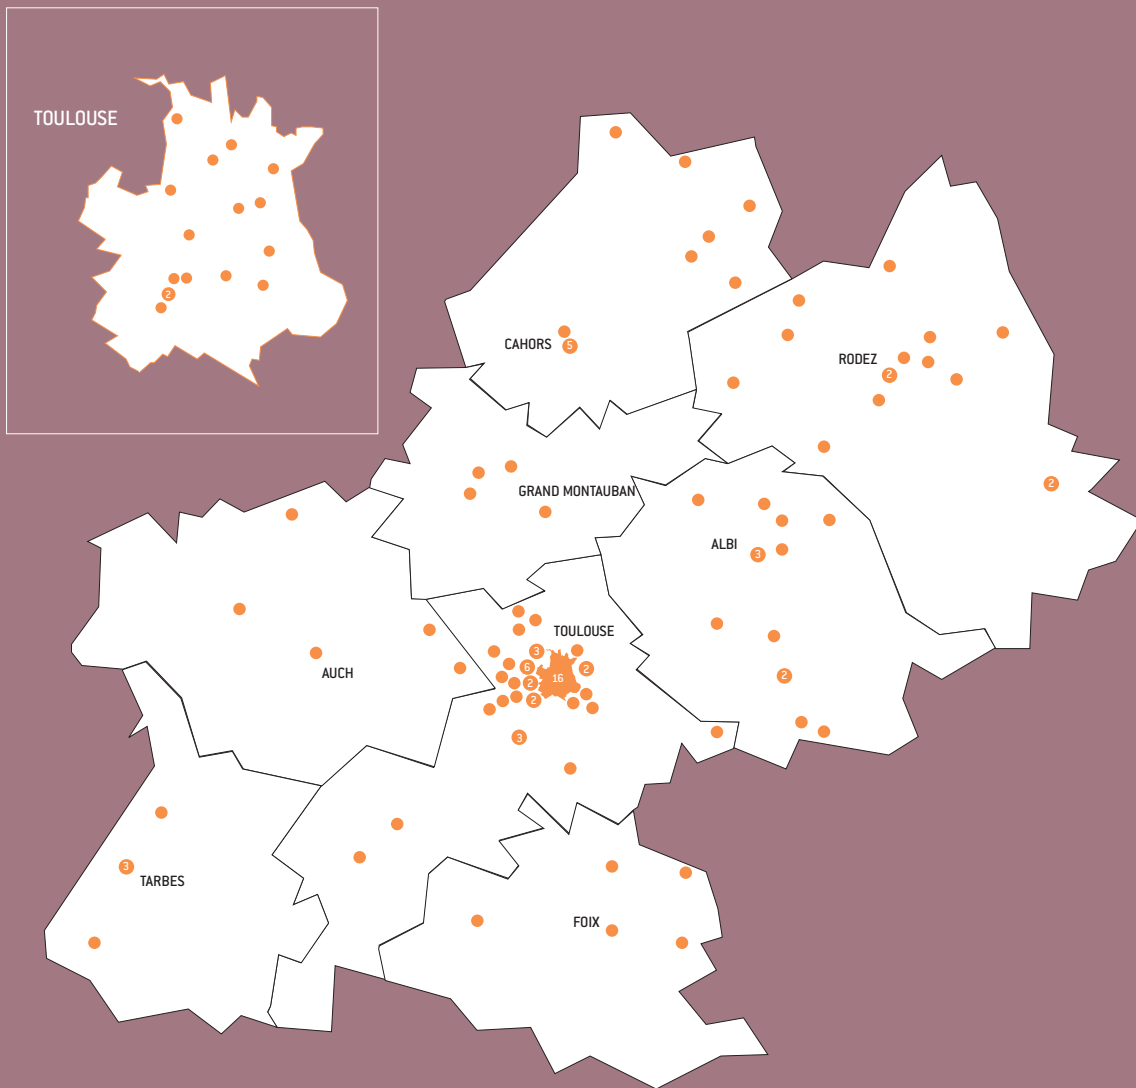 TOULOUSE
2
CAHORS
5
RODEZ
2
2
GRAND MONTAUBAN
ALBI
3
TOULOUSE
3
6
2
16
2
2
AUCH
2
3
3
TARBES
FOIX